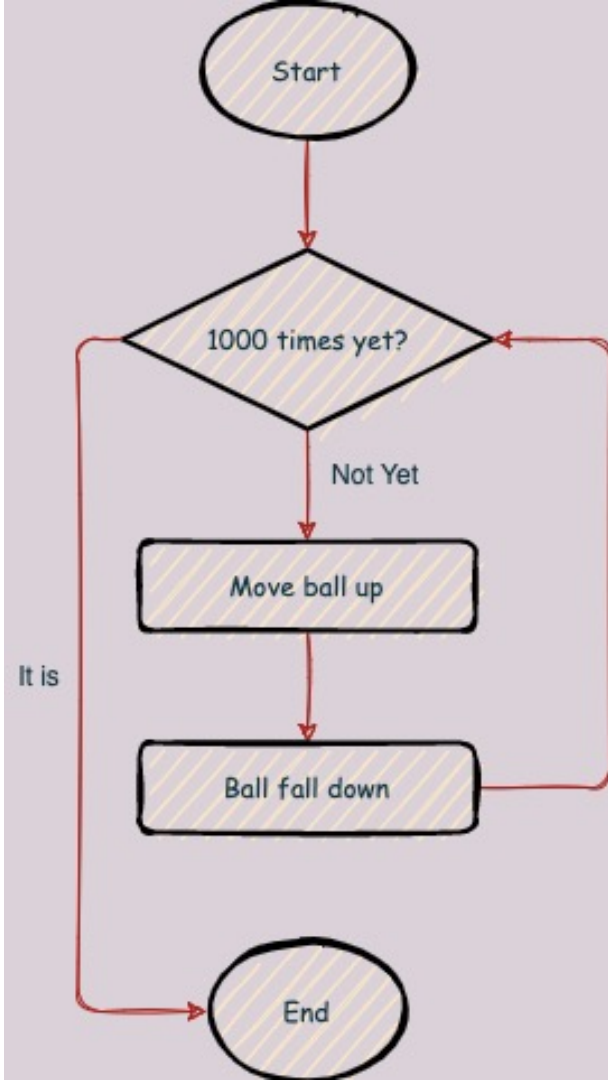 Start
1000 times yet?
Not Yet
Move ball up
It is
Ball fall down
End